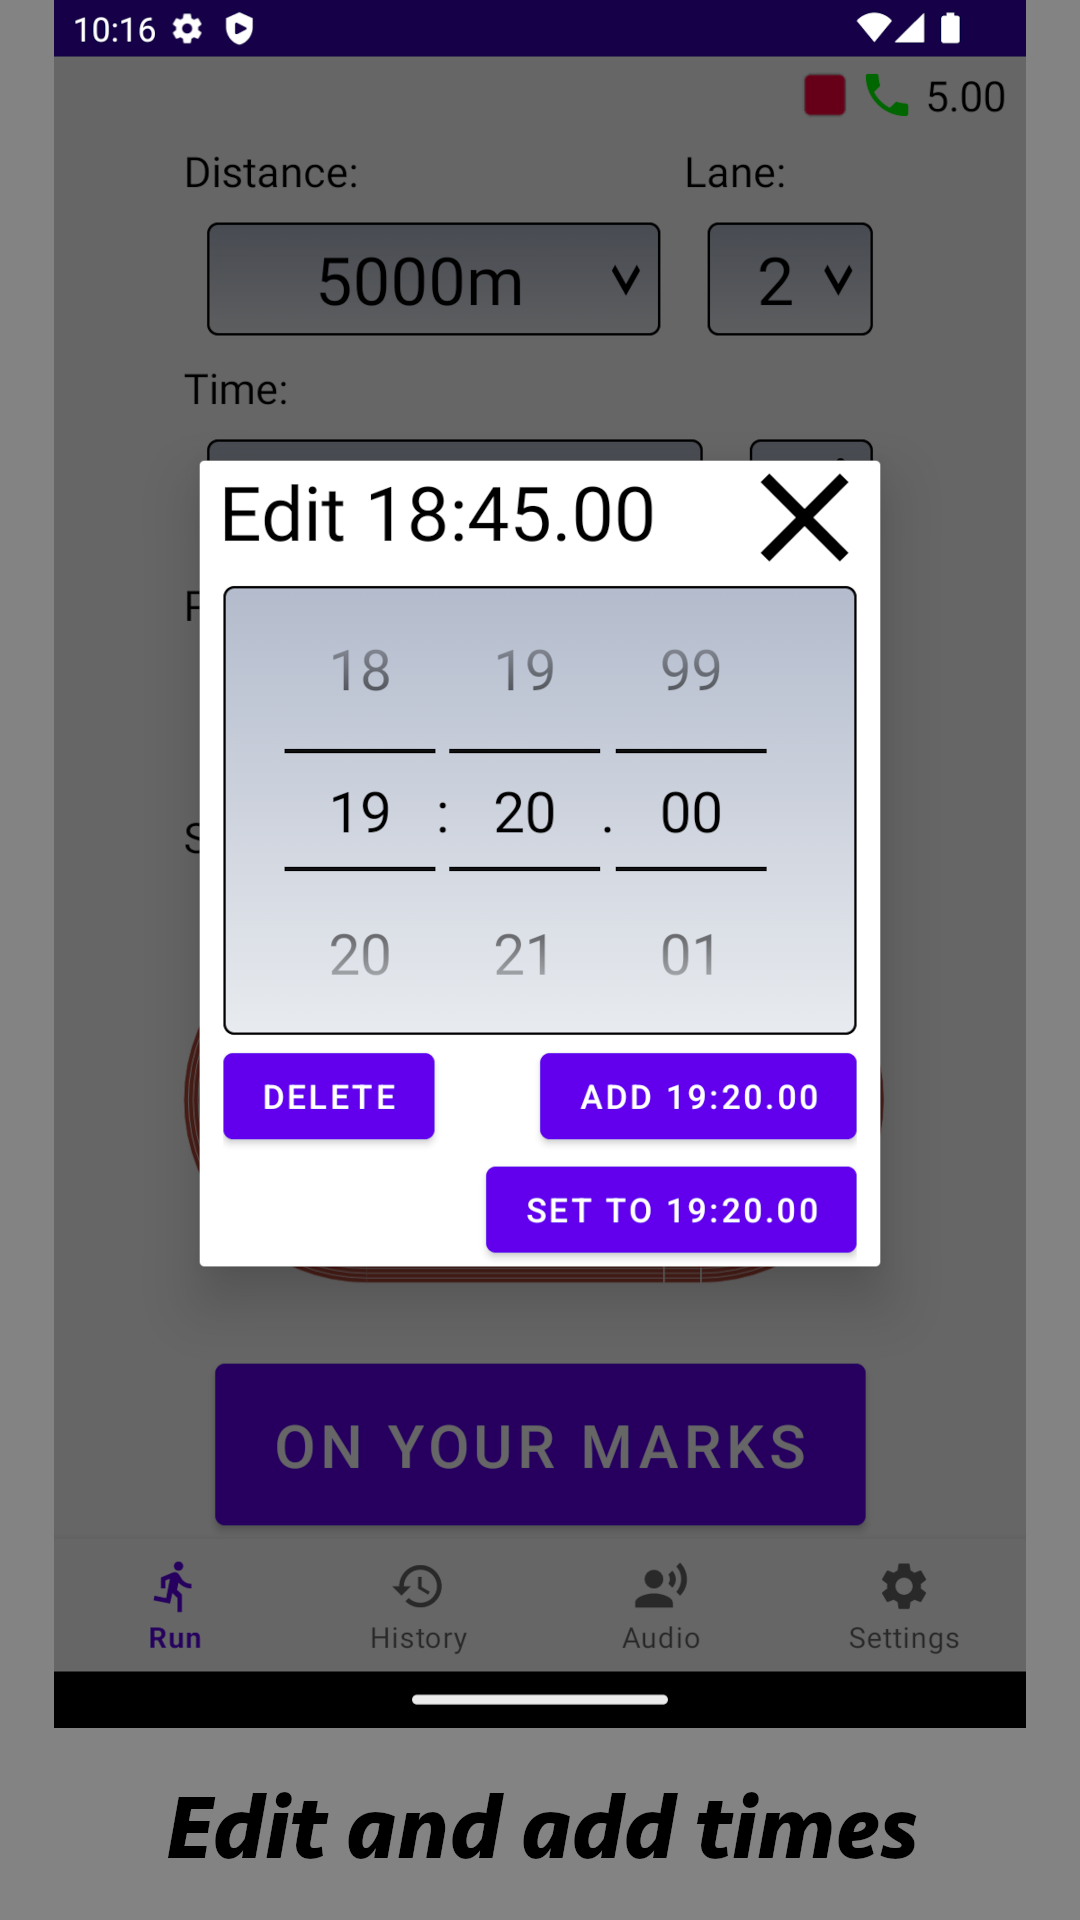 10:16
5.00
Distance: Lane:
5000m 2
Time:
Edit 18:45.00
P
18 19 99
19 : 20 . 00
S
20 21 01
DELETE ADD 19:20.00
SET TO 19:20.00
ON YOUR MARKS
Run History Audio Settings
Edit and add times